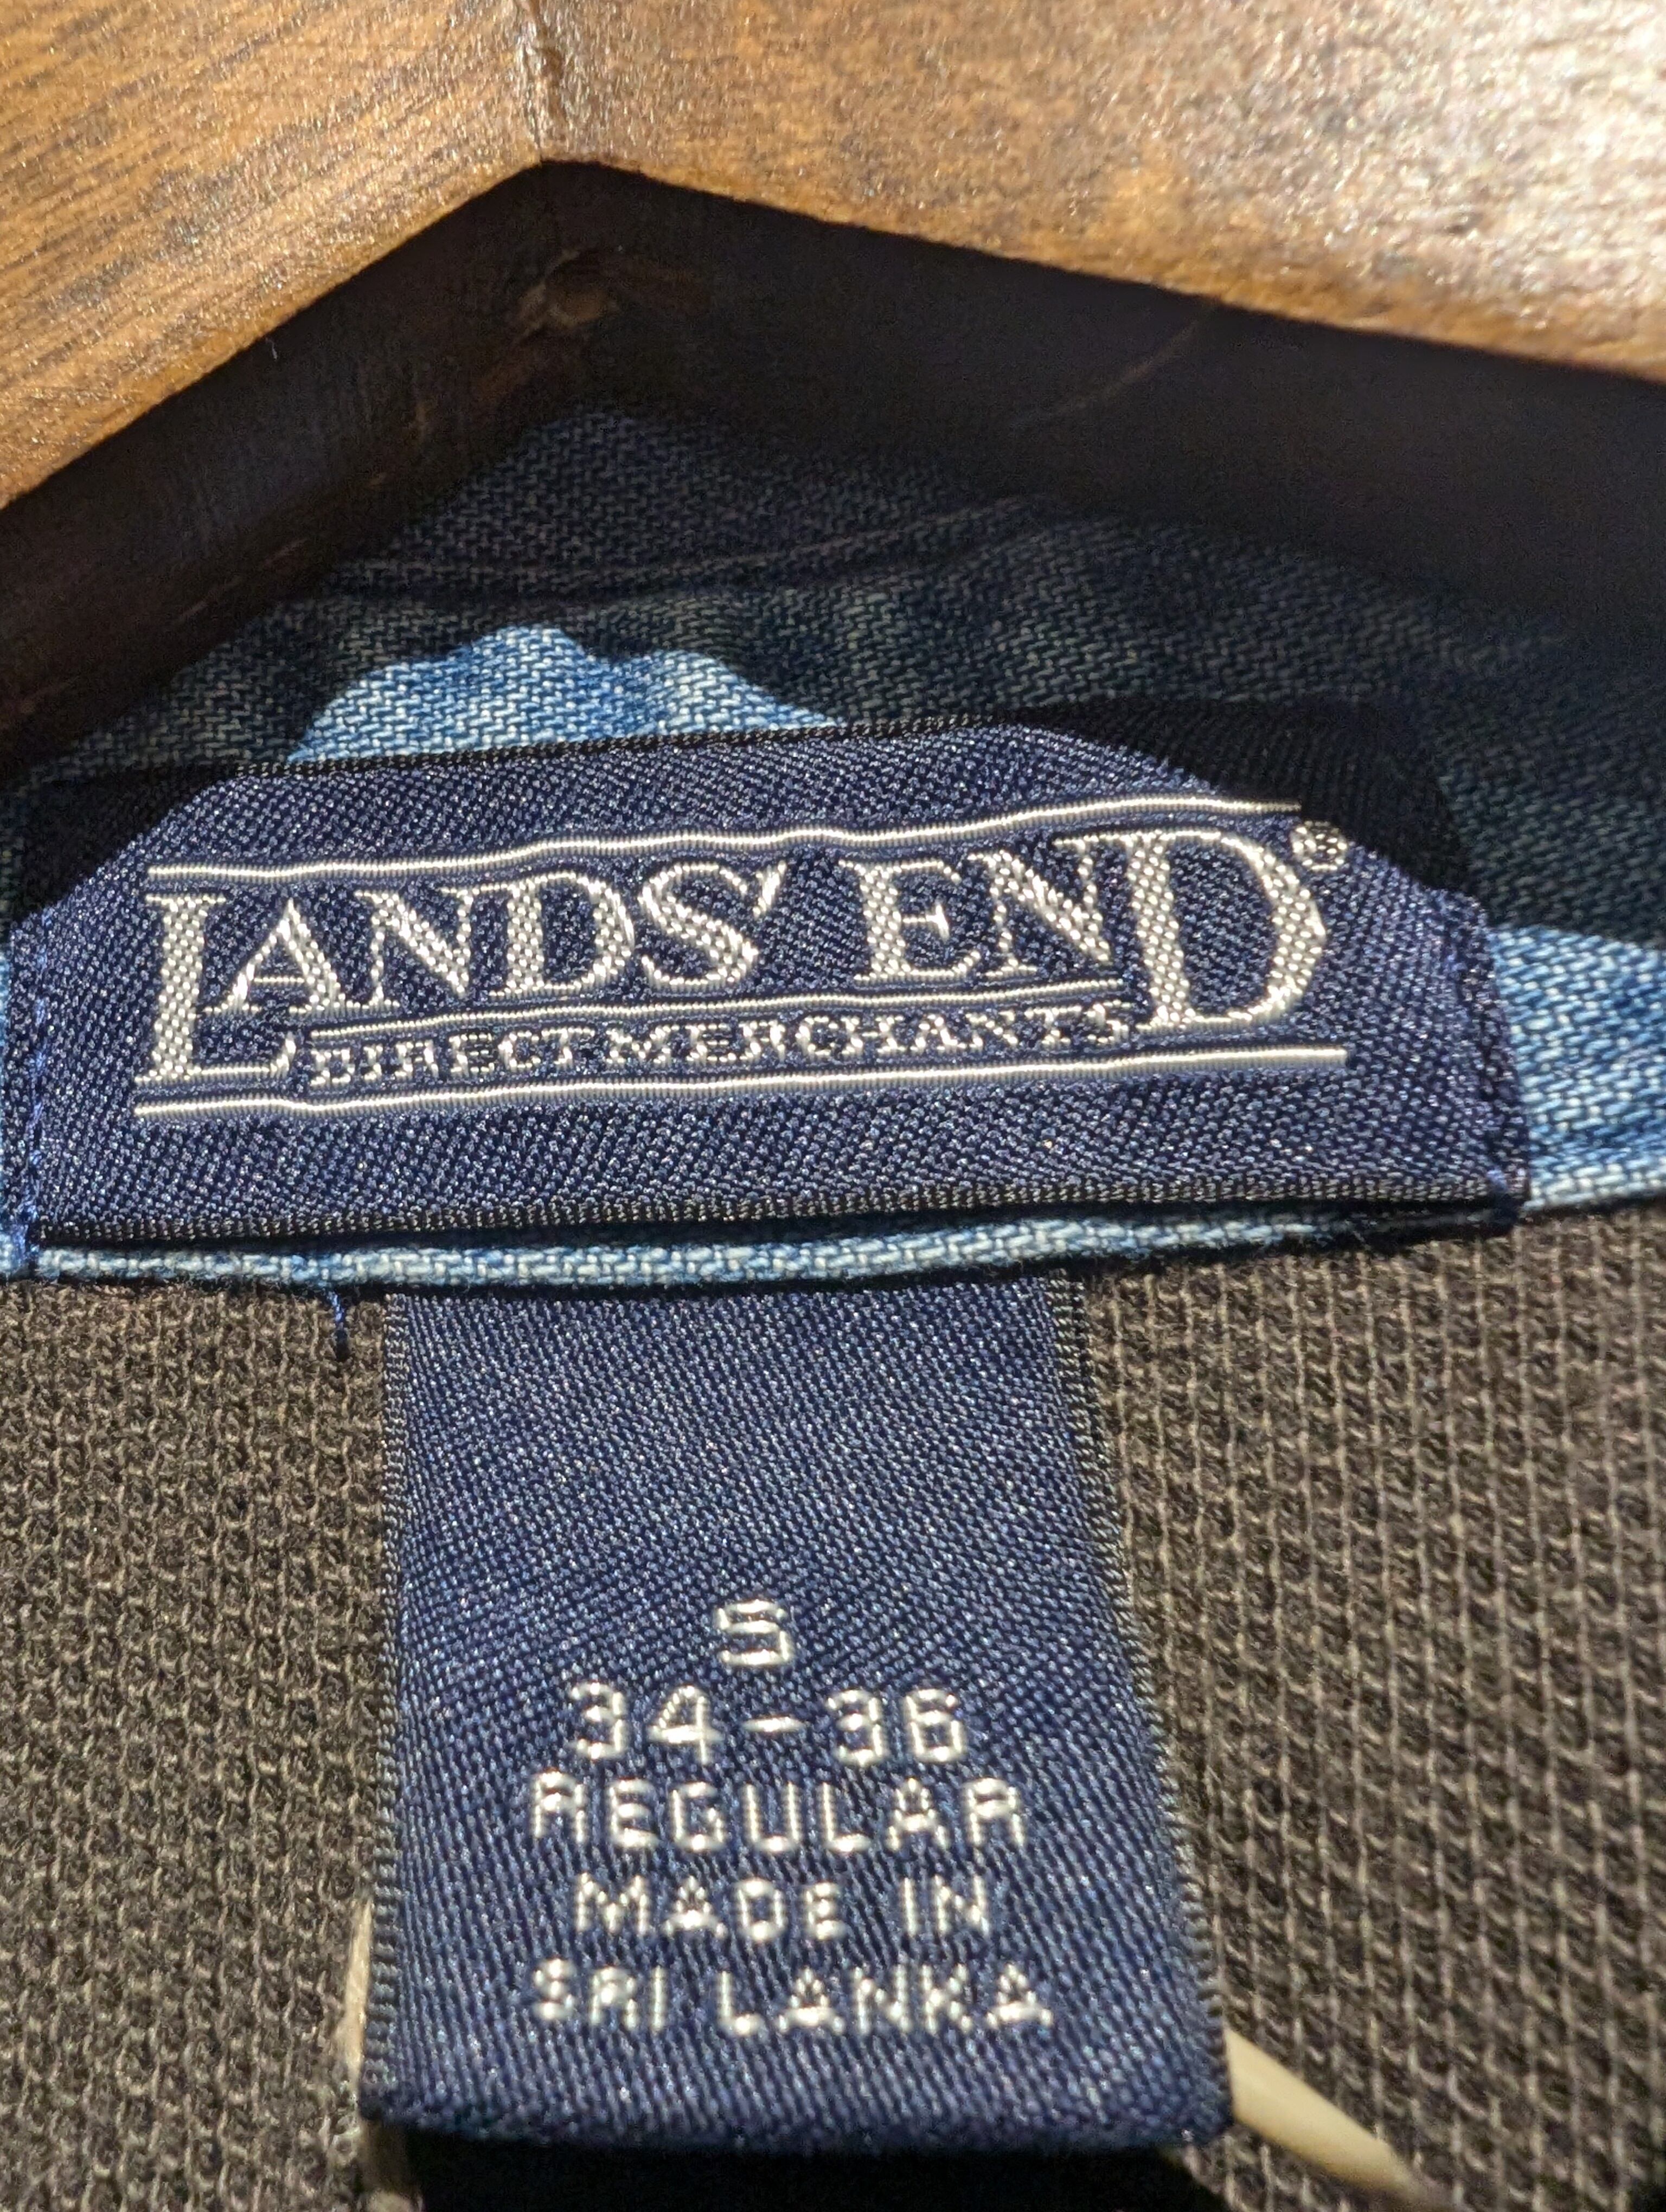 LANDS' END®
DIRECT MERCHANTS
S
34-36
REGULAR
MADE IN
SRI LANKA